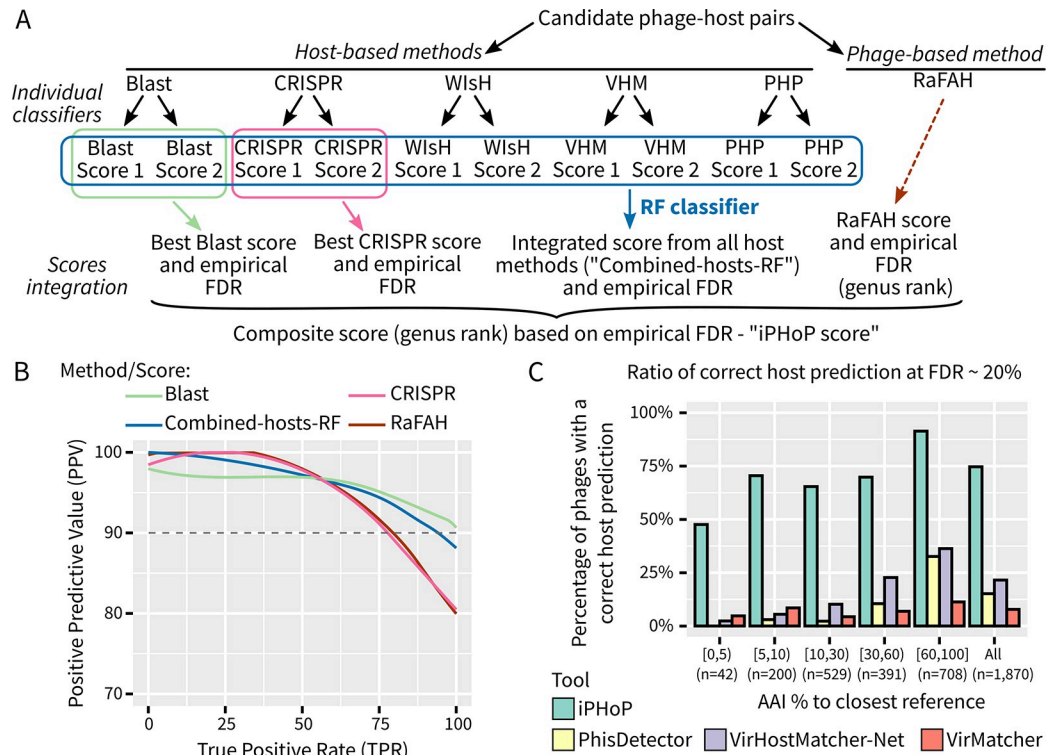 A
Candidate phage-host pairs
Host-based methods
Phage-based method
Individual
classifiers
Blast
CRISPR
WIsH
VHM
PHP
RaFAH
Blast
Score 1
Blast
Score 2
CRISPR
Score 1
CRISPR
Score 2
WIsH
Score 1
WIsH
Score 2
VHM
Score 1
VHM
Score 2
PHP
Score 1
PHP
Score 2
RF classifier
Scores
integration
Best Blast score
and empirical
FDR
Best CRISPR score
and empirical
FDR
Integrated score from all host
methods ("Combined-hosts-RF")
and empirical FDR
RaFAH score
and empirical
FDR
(genus rank)
Composite score (genus rank) based on empirical FDR - "iPHoP score"
B
Method/Score:
Blast
CRISPR
Combined-hosts-RF
RaFAH
Positive Predictive Value (PPV)
100
90
80
70
0
25
50
75
100
True Positive Rate (TPR)
C
Ratio of correct host prediction at FDR ~ 20%
Percentage of phages with a
correct host prediction
100%
75%
50%
25%
0%
[0,5)
(n=42)
[5,10)
(n=200)
[10,30)
(n=529)
[30,60)
(n=391)
[60,100]
(n=708)
All
(n=1,870)
AAI % to closest reference
Tool
iPHoP
PhisDetector
VirHostMatcher-Net
VirMatcher